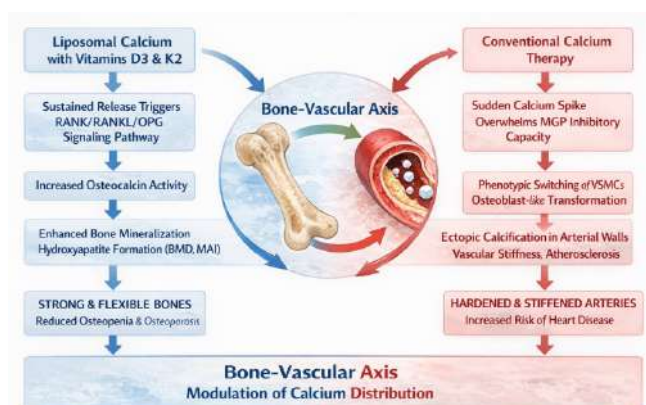 Liposomal Calcium
with Vitamins D3 & K2
Sustained Release Triggers
RANK/RANKL/OPG
Signaling Pathway
Increased Osteocalcin Activity
Enhanced Bone Mineralization
Hydroxyapatite Formation (BMD, MAI)
STRONG & FLEXIBLE BONES
Reduced Osteopenia & Osteoporosis
Bone-Vascular Axis
Conventional Calcium
Therapy
Sudden Calcium Spike
Overwhelms MGP Inhibitory
Capacity
Phenotypic Switching of VSMCs
Osteoblast-like Transformation
Ectopic Calcification in Arterial Walls
Vascular Stiffness, Atherosclerosis
HARDENED & STIFFENED ARTERIES
Increased Risk of Heart Disease
Bone-Vascular Axis
Modulation of Calcium Distribution